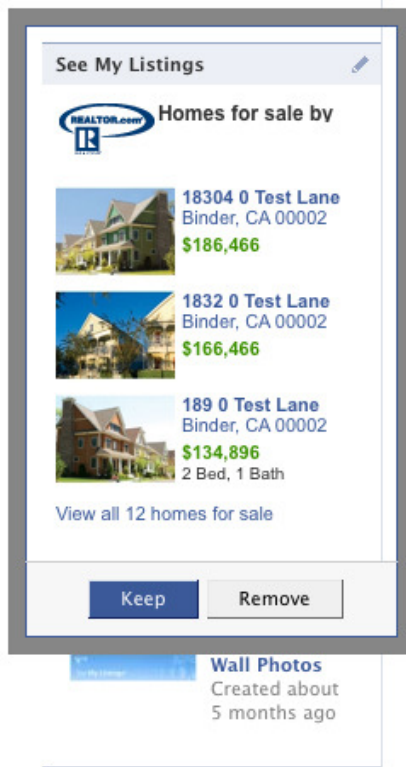 See My Listings
REALTOR.com
R
Homes for sale by
18304 0 Test Lane
Binder, CA 00002
$186,466
1832 0 Test Lane
Binder, CA 00002
$166,466
189 0 Test Lane
Binder, CA 00002
$134,896
2 Bed, 1 Bath
View all 12 homes for sale
Keep
Remove
Wall Photos
Created about
5 months ago